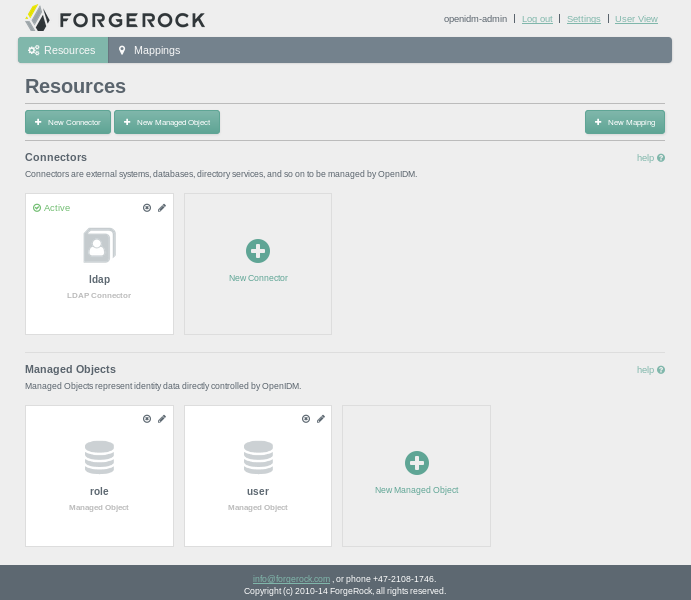 FORGEROCK
openidm-admin | Log out | Settings | User View
Resources
Mappings
Resources
New Connector
New Managed Object
New Mapping
Connectors
help
Connectors are external systems, databases, directory services, and so on to be managed by OpenIDM.
Active
ldap
LDAP Connector
New Connector
Managed Objects
help
Managed Objects represent identity data directly controlled by OpenIDM.
role
Managed Object
user
Managed Object
New Managed Object
info@forgerock.com , or phone +47-2108-1746.
Copyright (c) 2010-14 ForgeRock, all rights reserved.